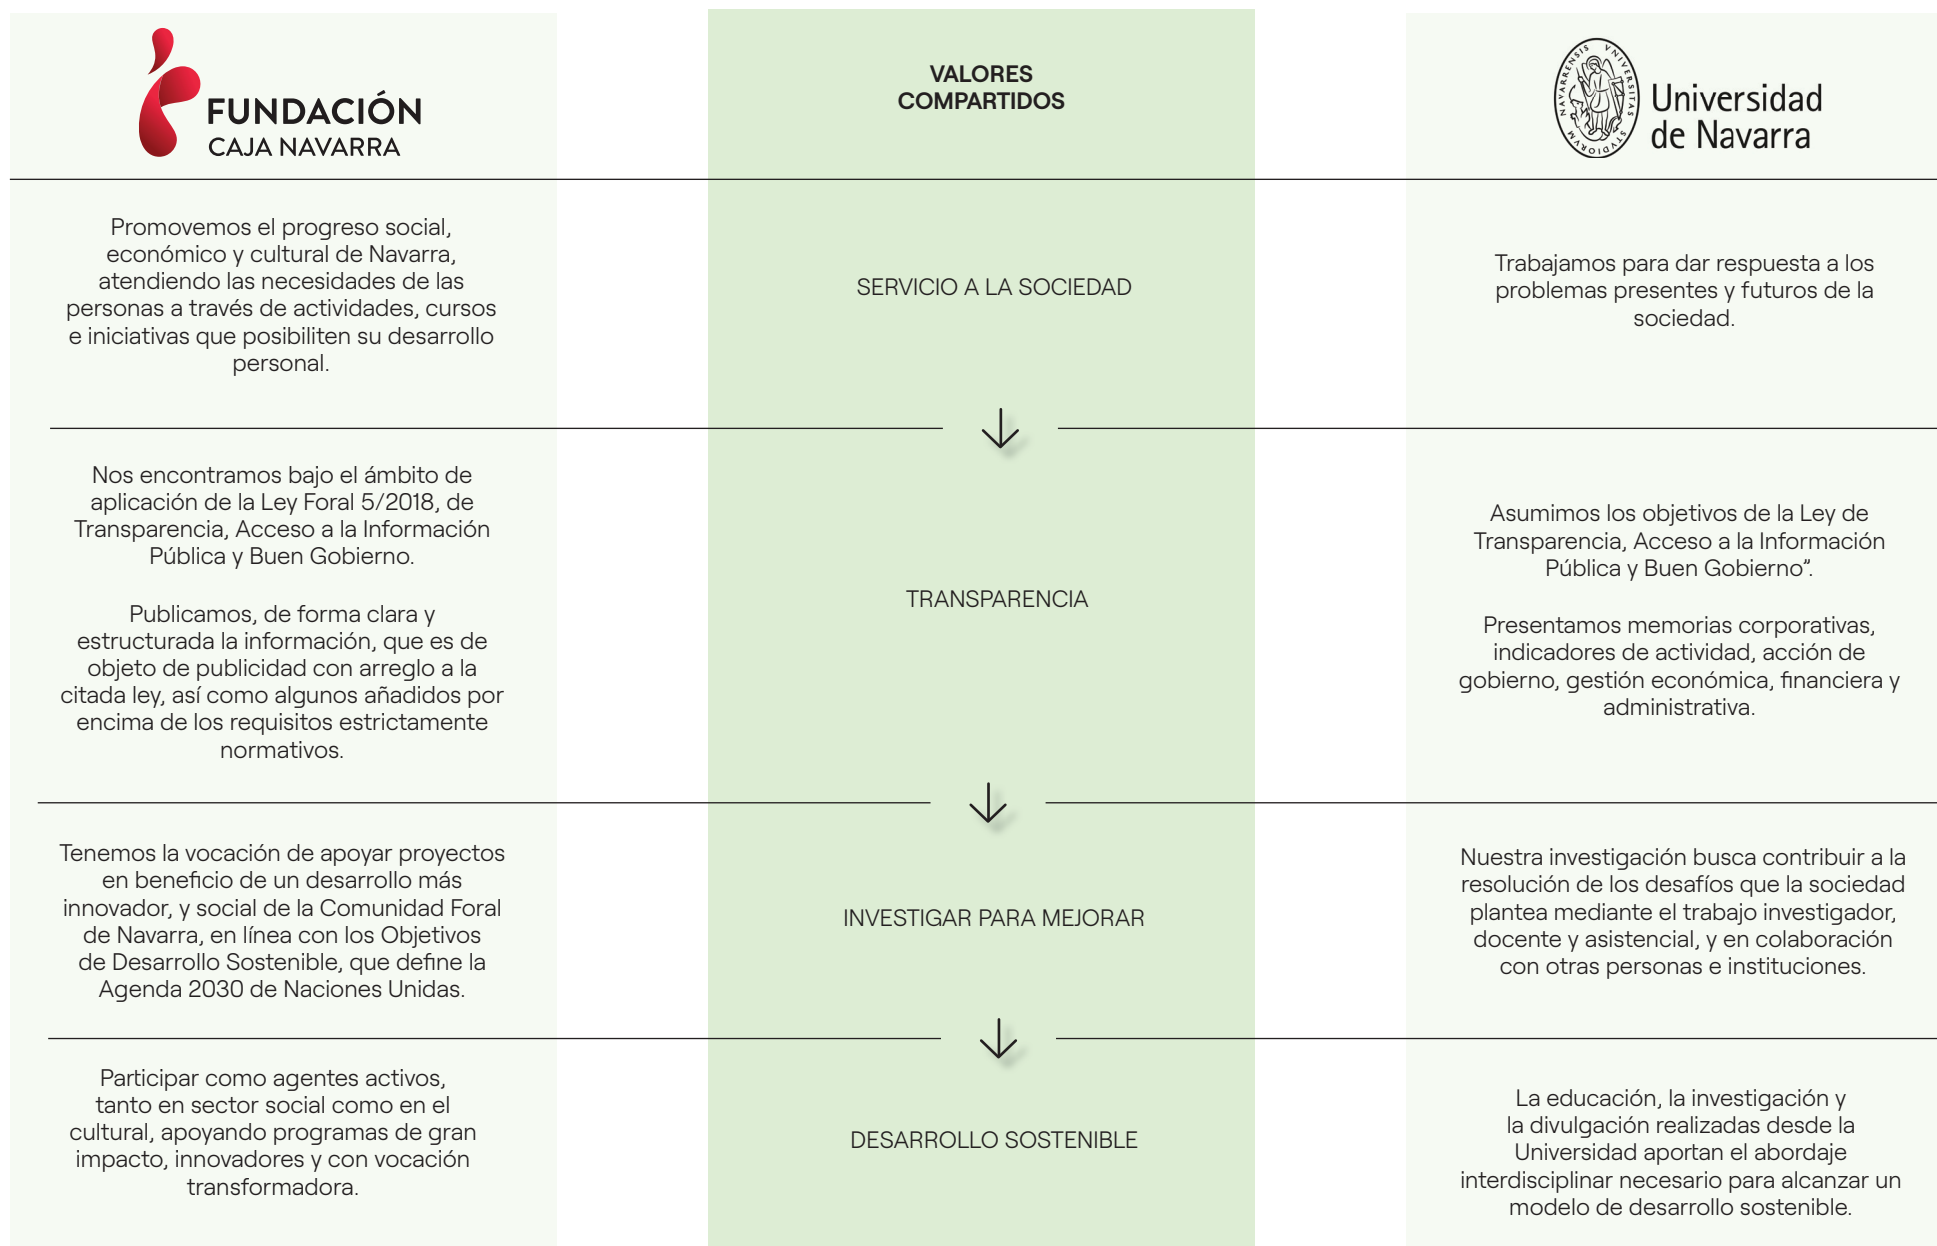 FUNDACIÓN
CAJA NAVARRA
VALORES
COMPARTIDOS
Universidad
de Navarra
Promovemos el progreso social,
económico y cultural de Navarra,
atendiendo las necesidades de las
personas a través de actividades, cursos
e iniciativas que posibiliten su desarrollo
personal.
SERVICIO A LA SOCIEDAD
Trabajamos para dar respuesta a los
problemas presentes y futuros de la
sociedad.
Nos encontramos bajo el ámbito de
aplicación de la Ley Foral 5/2018, de
Transparencia, Acceso a la Información
Pública y Buen Gobierno.
Publicamos, de forma clara y
estructurada la información, que es de
objeto de publicidad con arreglo a la
citada ley, así como algunos añadidos por
encima de los requisitos estrictamente
normativos.
TRANSPARENCIA
Asumimos los objetivos de la Ley de
Transparencia, Acceso a la Información
Pública y Buen Gobierno”.
Presentamos memorias corporativas,
indicadores de actividad, acción de
gobierno, gestión económica, financiera y
administrativa.
Tenemos la vocación de apoyar proyectos
en beneficio de un desarrollo más
innovador, y social de la Comunidad Foral
de Navarra, en línea con los Objetivos
de Desarrollo Sostenible, que define la
Agenda 2030 de Naciones Unidas.
INVESTIGAR PARA MEJORAR
Nuestra investigación busca contribuir a la
resolución de los desafíos que la sociedad
plantea mediante el trabajo investigador,
docente y asistencial, y en colaboración
con otras personas e instituciones.
Participar como agentes activos,
tanto en sector social como en el
cultural, apoyando programas de gran
impacto, innovadores y con vocación
transformadora.
DESARROLLO SOSTENIBLE
La educación, la investigación y
la divulgación realizadas desde la
Universidad aportan el abordaje
interdisciplinar necesario para alcanzar un
modelo de desarrollo sostenible.
VNIVERSITAS STVDIORVM NAVARRENSIS